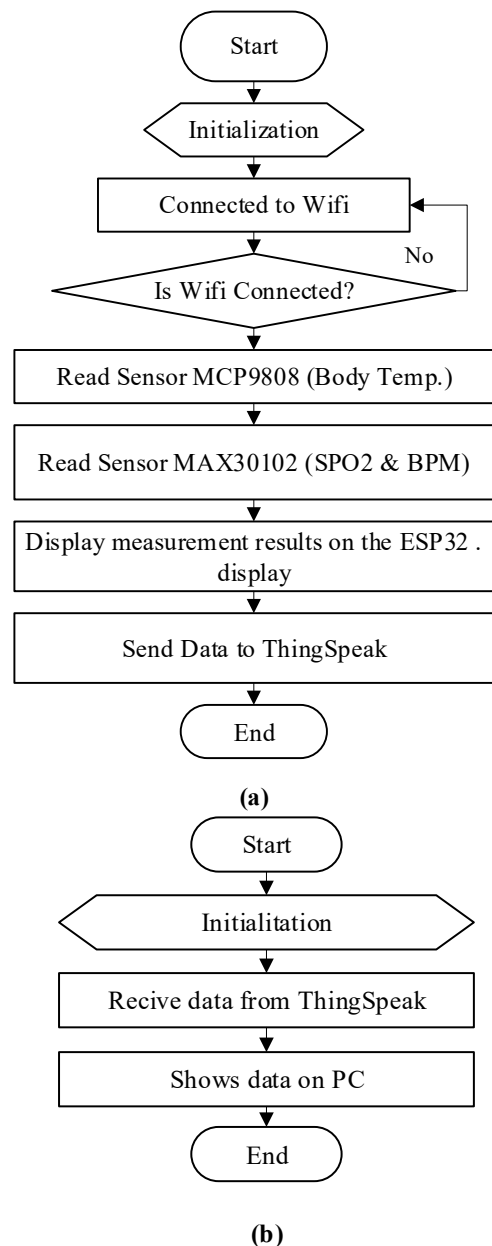 Start
Initialization
Connected to Wifi
No
Is Wifi Connected?
Read Sensor MCP9808 (Body Temp.)
Read Sensor MAX30102 (SPO2 & BPM)
Display measurement results on the ESP32 .
display
Send Data to ThingSpeak
End
(a)
Start
Initialitation
Recive data from ThingSpeak
Shows data on PC
End
(b)